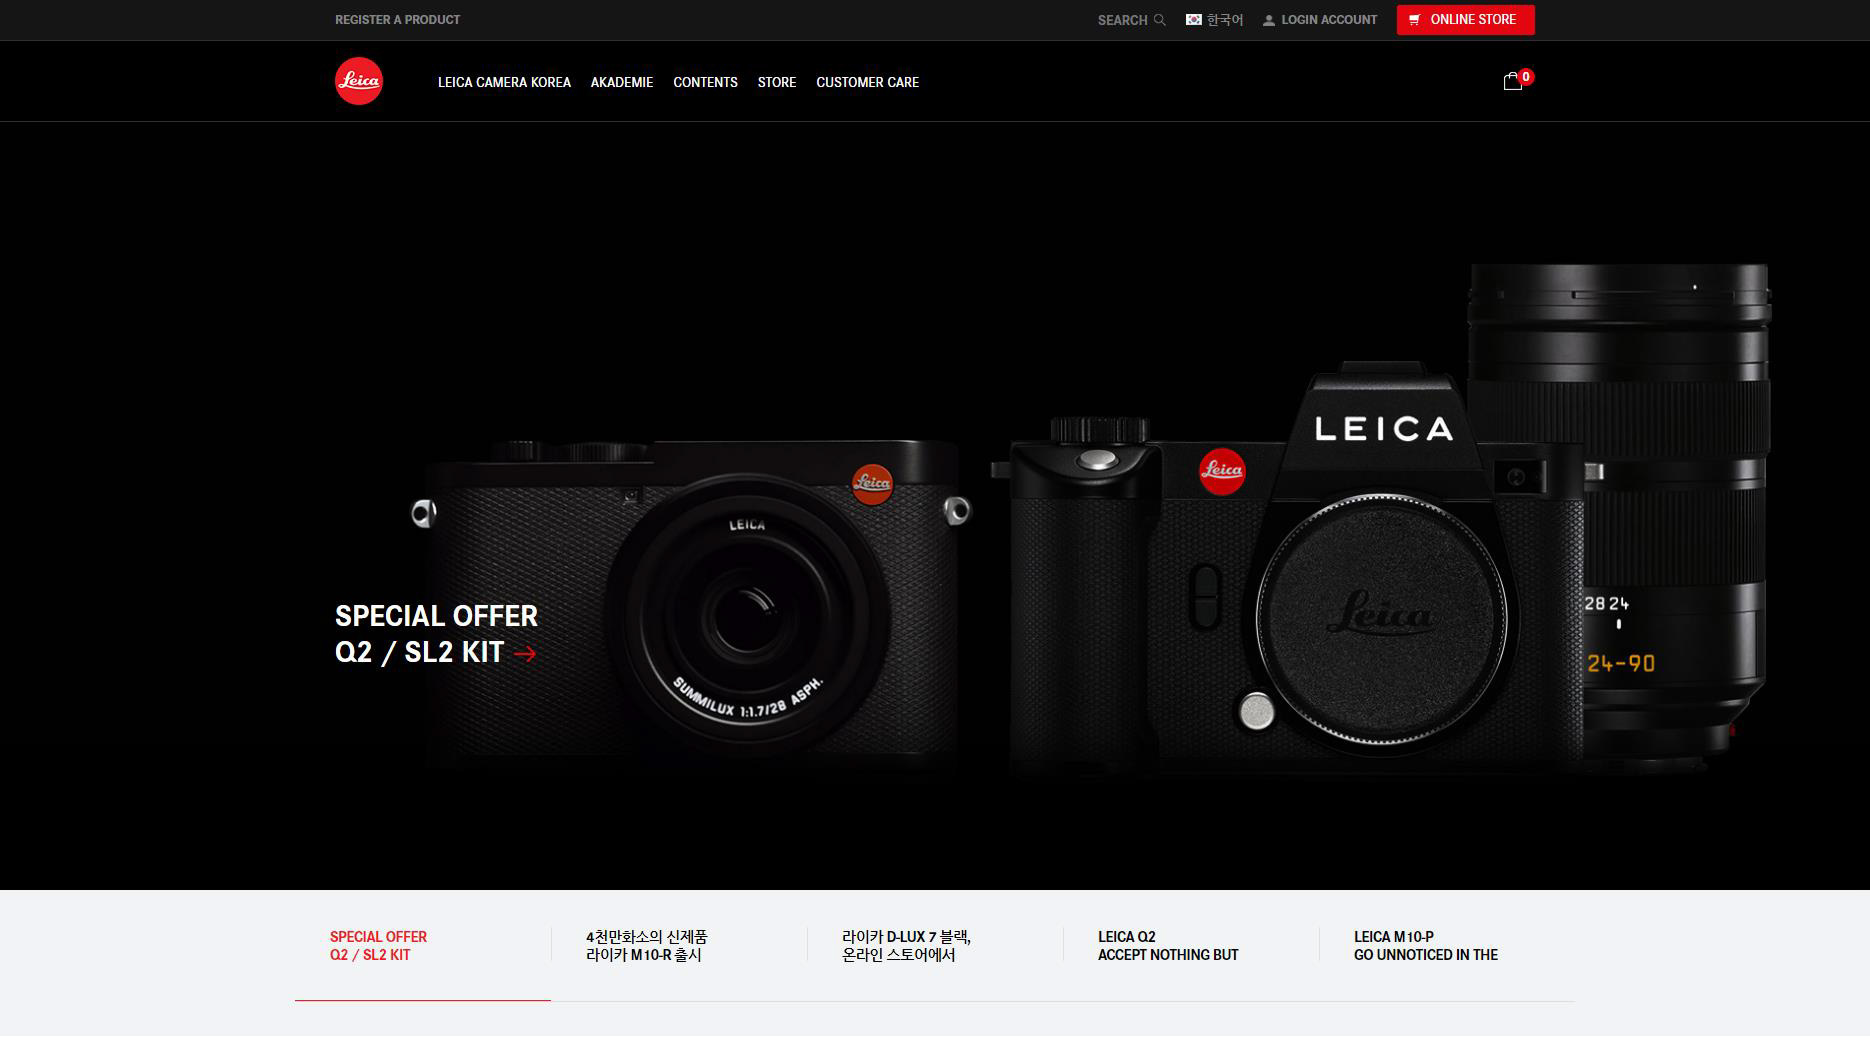 REGISTER A PRODUCT
SEARCH 한국어 LOGIN ACCOUNT ONLINE STORE
Leica
LEICA CAMERA KOREA AKADEMIE CONTENTS STORE CUSTOMER CARE
0
LEICA
Leica
Leica
LEICA
SUMMILUX 1:1.7/28 ASPH.
Leica
28 24
24-90
SPECIAL OFFER
Q2 / SL2 KIT
SPECIAL OFFER
Q2 / SL2 KIT
4천만화소의 신제품
라이카 M10-R 출시
라이카 D-LUX 7 블랙,
온라인 스토어에서
LEICA Q2
ACCEPT NOTHING BUT
LEICA M10-P
GO UNNOTICED IN THE